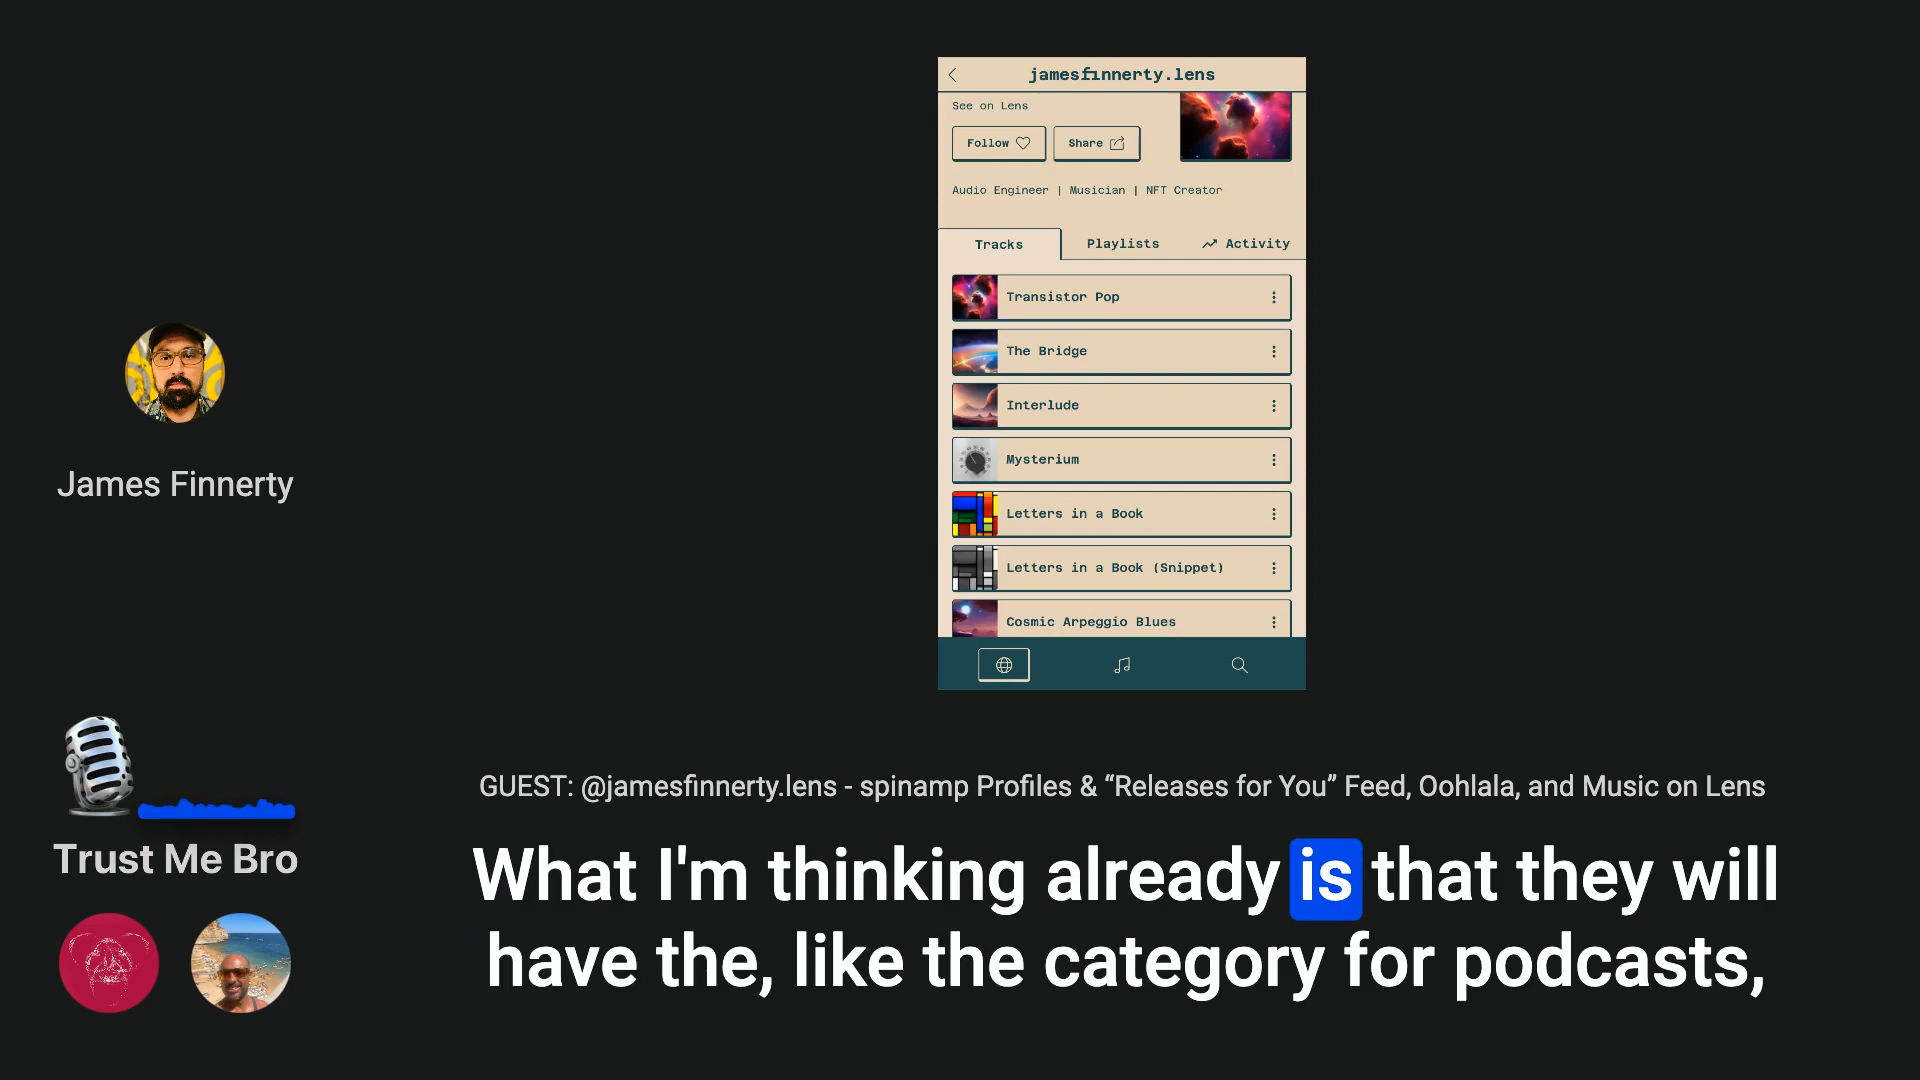 jamesfinnerty.lens
See on Lens
Follow
Share
Audio Engineer | Musician | NFT Creator
Tracks
Playlists
Activity
Transistor Pop
The Bridge
Interlude
Mysterium
Letters in a Book
Letters in a Book (Snippet)
Cosmic Arpeggio Blues
James Finnerty
Trust Me Bro
GUEST: @jamesfinnerty.lens - spinamp Profiles & “Releases for You” Feed, Oohlala, and Music on Lens
What I'm thinking already is that they will
have the, like the category for podcasts,